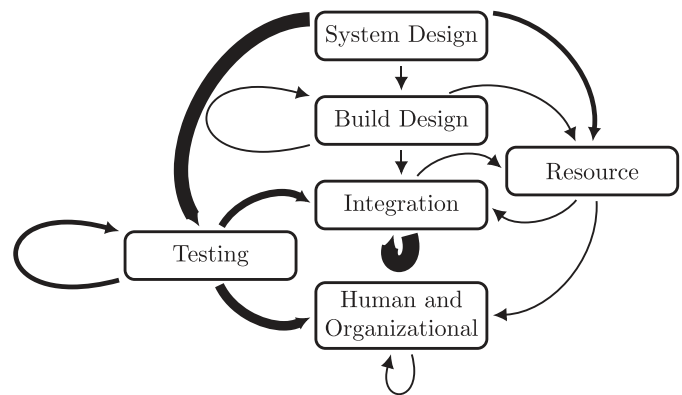 System Design
Build Design
Resource
Integration
Testing
Human and
Organizational